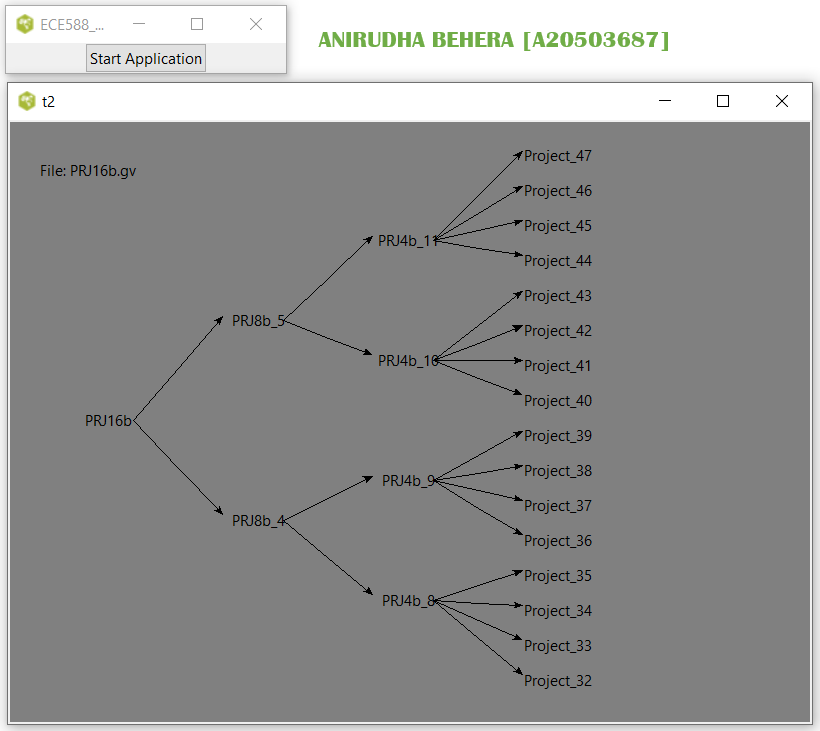 ECE588_...
Start Application
ANIRUDHA BEHERA [A20503687]
t2
File: PRJ16b.gv
PRJ16b
PRJ8b_5
PRJ8b_4
PRJ4b_11
PRJ4b_10
PRJ4b_9
PRJ4b_8
Project_47
Project_46
Project_45
Project_44
Project_43
Project_42
Project_41
Project_40
Project_39
Project_38
Project_37
Project_36
Project_35
Project_34
Project_33
Project_32